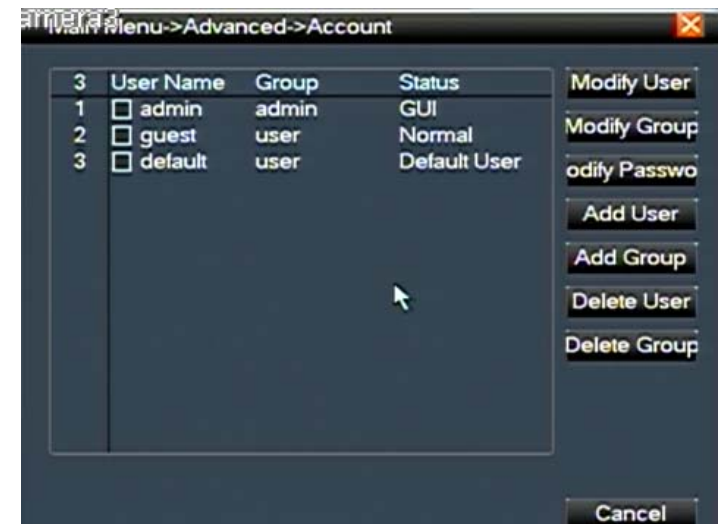 Camera3
Main Menu->Advanced->Account
3 User Name Group Status
1 admin admin GUI
2 guest user Normal
3 default user Default User
Modify User
Modify Group
odify Passwo
Add User
Add Group
Delete User
Delete Group
Cancel